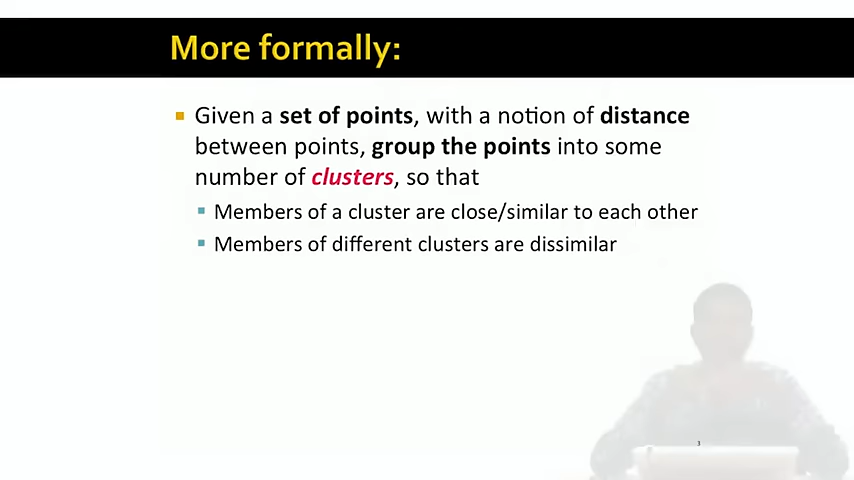 More formally:
Given a set of points, with a notion of distance
between points, group the points into some
number of clusters, so that
Members of a cluster are close/similar to each other
Members of different clusters are dissimilar
3